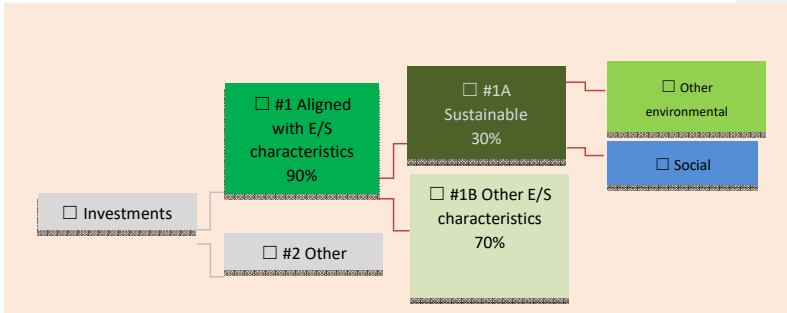 ☐ Investments
☐ #1 Aligned
with E/S
characteristics
90%
☐ #2 Other
☐ #1A
Sustainable
30%
☐ #1B Other E/S
characteristics
70%
☐ Other
environmental
☐ Social